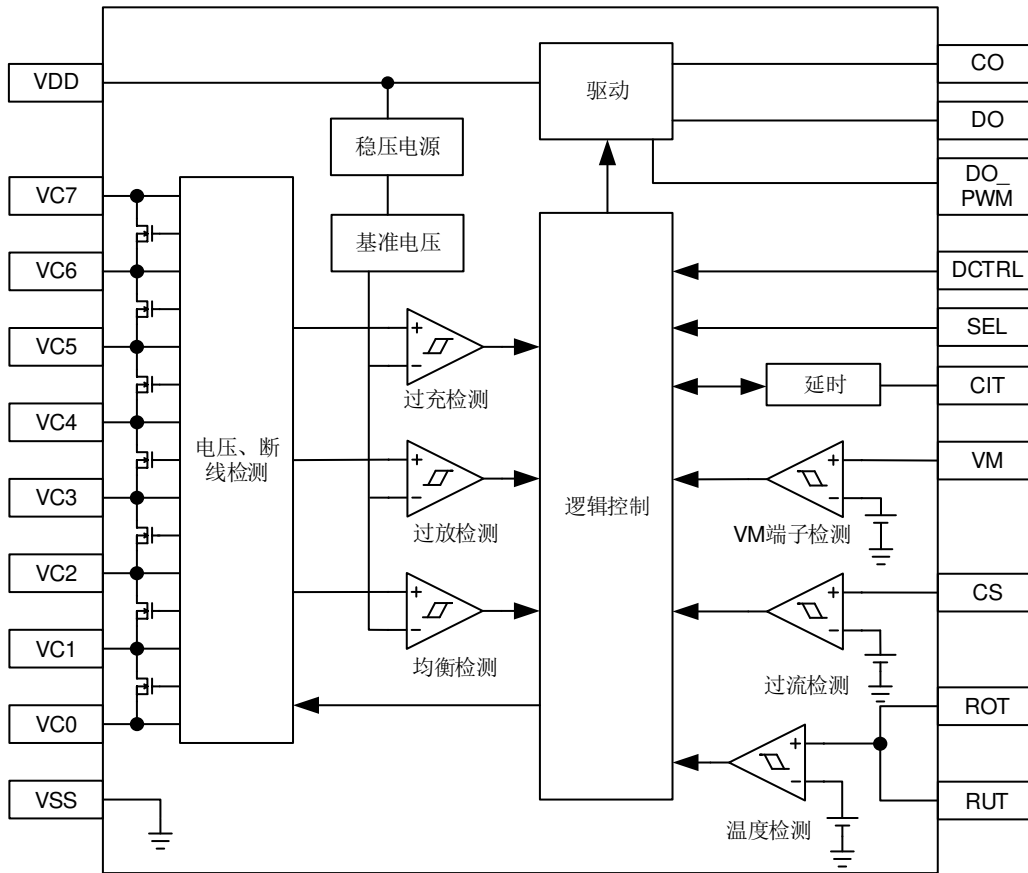 VDD
VC7
VC6
VC5
VC4
VC3
VC2
VC1
VC0
VSS
电压、断
线检测
稳压电源
基准电压
+
−
过充检测
+
−
过放检测
+
−
均衡检测
驱动
逻辑控制
延时
+
−
VM端子检测
+
−
过流检测
+
−
温度检测
CO
DO
DO_
PWM
DCTRL
SEL
CIT
VM
CS
ROT
RUT